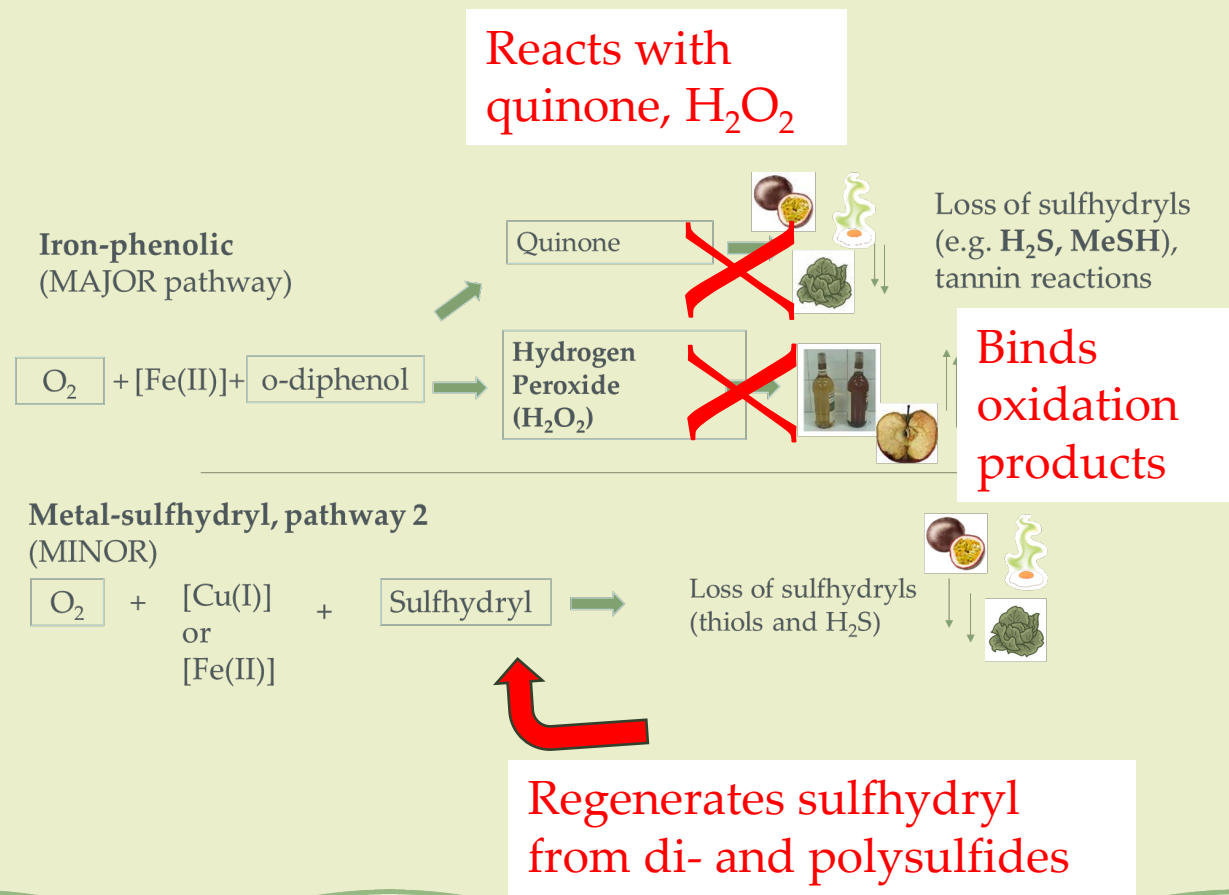 Reacts with
quinone, H₂O₂
Iron-phenolic
(MAJOR pathway)
Quinone
Loss of sulfhydryls
(e.g. H₂S, MeSH),
tannin reactions
O₂ + [Fe(II)]+ o-diphenol
Hydrogen
Peroxide
(H₂O₂)
Binds
oxidation
products
Metal-sulfhydryl, pathway 2
(MINOR)
O₂ + [Cu(I)]
or
[Fe(II)]
+ Sulfhydryl
Loss of sulfhydryls
(thiols and H₂S)
Regenerates sulfhydryl
from di- and polysulfides